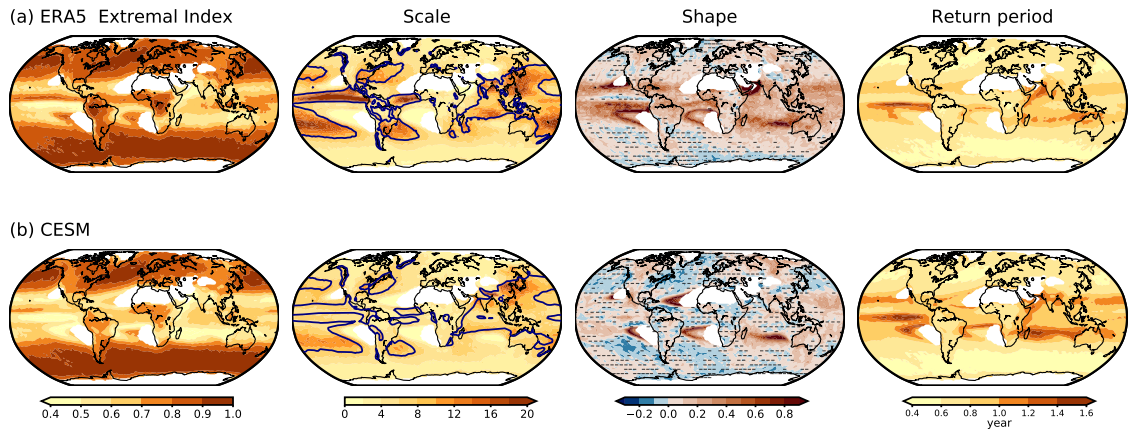 (a) ERA5 Extremal Index Scale Shape Return period
(b) CESM
0.4 0.5 0.6 0.7 0.8 0.9 1.0 0 4 8 12 16 20 −0.2 0.0 0.2 0.4 0.6 0.8 0.4 0.6 0.8 1.0 1.2 1.4 1.6
year